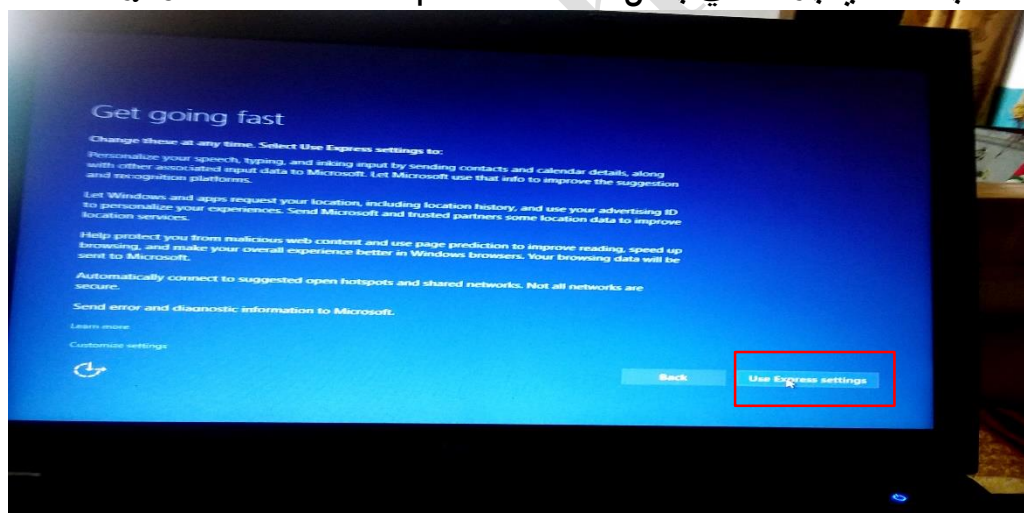 Get going fast
Change these at any time. Select Use Express settings to:
Personalize your speech, typing, and inking input by sending contacts and calendar details, along
with other associated input data to Microsoft. Let Microsoft use that info to improve the suggestion
and recognition platforms.
Let Windows and apps request your location, including location history, and use your advertising ID
to personalize your experiences. Send Microsoft and trusted partners some location data to improve
location services.
Help protect you from malicious web content and use page prediction to improve reading, speed up
browsing, and make your overall experience better in Windows browsers. Your browsing data will be
sent to Microsoft.
Automatically connect to suggested open hotspots and shared networks. Not all networks are
secure.
Send error and diagnostic information to Microsoft.
Learn more
Customize settings
Back
Use Express settings